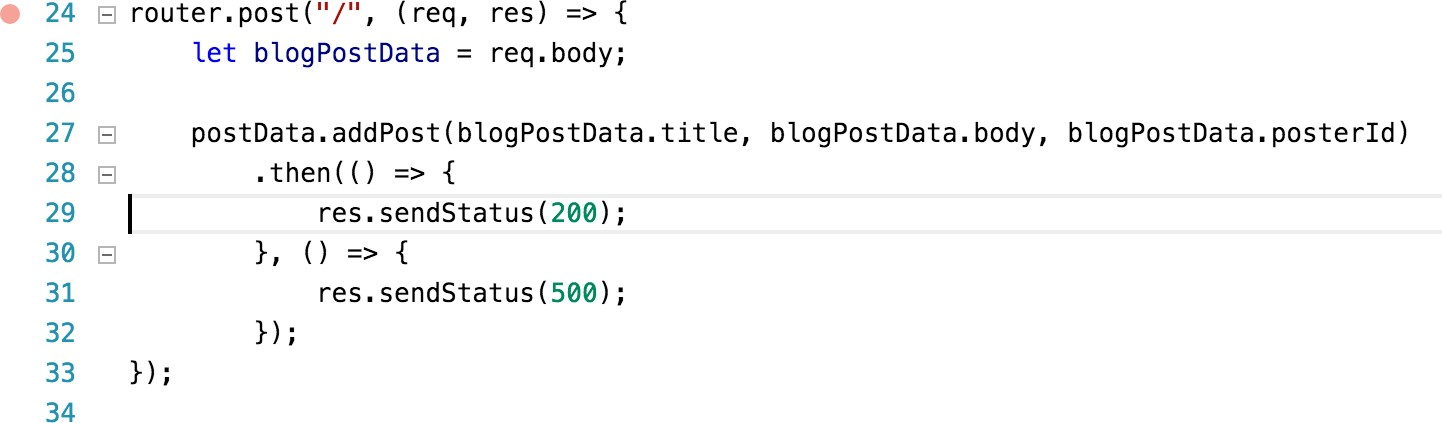 24 router.post("/", (req, res) => {
25     let blogPostData = req.body;
26
27     postData.addPost(blogPostData.title, blogPostData.body, blogPostData.posterId)
28         .then(() => {
29             res.sendStatus(200);
30         }, () => {
31             res.sendStatus(500);
32         });
33 });
34